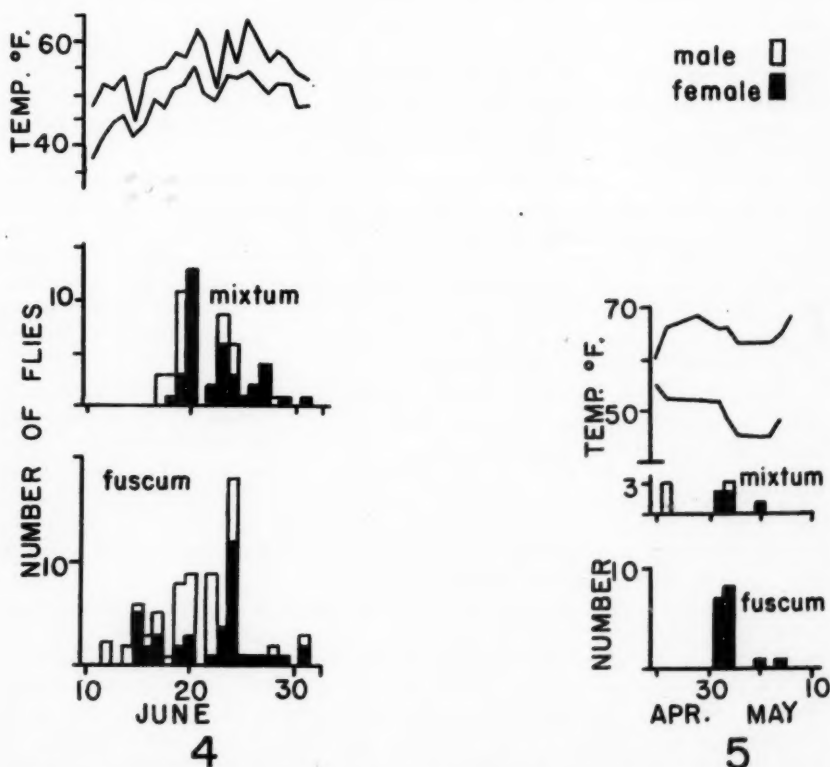 TEMP. °F.
60
40
male
female
NUMBER OF FLIES
10
mixtum
fuscum
10
10 20 30
JUNE
4
TEMP. °F.
70
50
3
mixtum
NUMBER
10
fuscum
30 10
APR. MAY
5